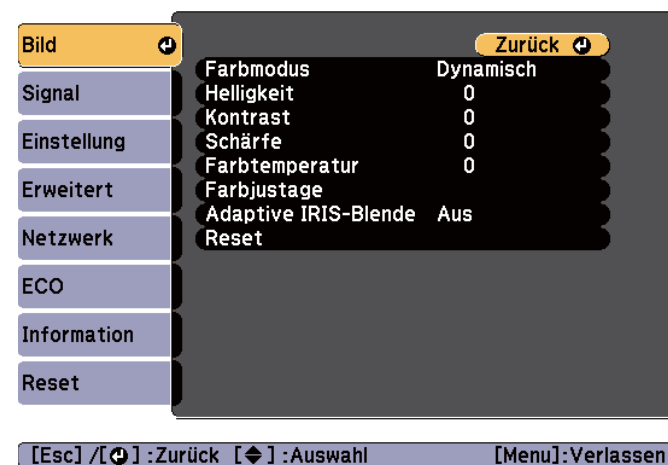 Bild
Signal
Einstellung
Erweitert
Netzwerk
ECO
Information
Reset
Zurück
Farbmodus Dynamisch
Helligkeit 0
Kontrast 0
Schärfe 0
Farbtemperatur 0
Farbjustage
Adaptive IRIS-Blende Aus
Reset
[Esc] /[ ] :Zurück [ ] :Auswahl [Menu]:Verlassen